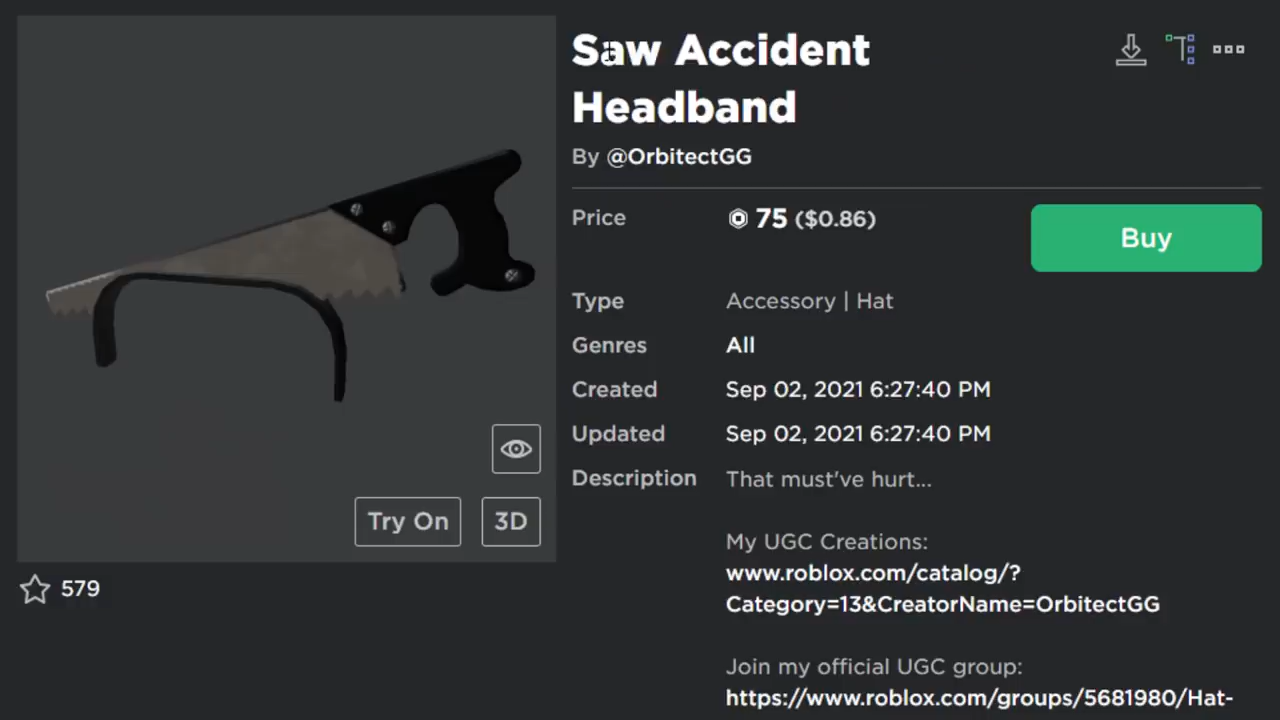 Saw Accident
Headband
By @OrbitectGG
Price 75 ($0.86)
Buy
Type Accessory | Hat
Genres All
Created Sep 02, 2021 6:27:40 PM
Updated Sep 02, 2021 6:27:40 PM
Description That must've hurt...
Try On 3D
My UGC Creations:
www.roblox.com/catalog/?
Category=13&CreatorName=OrbitectGG
579
Join my official UGC group:
https://www.roblox.com/groups/5681980/Hat-